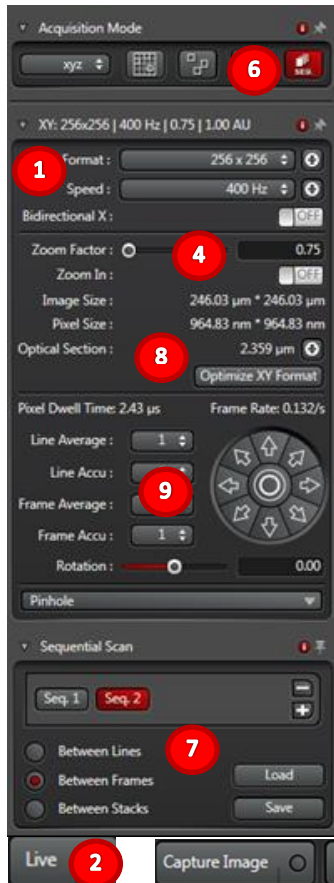 Acquisition Mode
xyz
6
SEQ
XY: 256x256 | 400 Hz | 0.75 | 1.00 AU
1
Format : 256 x 256
Speed : 400 Hz
Bidirectional X : OFF
Zoom Factor : 4 0.75
Zoom In : OFF
Image Size : 246.03 µm * 246.03 µm
Pixel Size : 964.83 nm * 964.83 nm
Optical Section : 8 2.359 µm
Optimize XY Format
Pixel Dwell Time: 2.43 µs Frame Rate: 0.132/s
Line Average : 1
Line Accu :
9
Frame Average :
Frame Accu : 1
Rotation : 0.00
Pinhole
Sequential Scan
Seq. 1 Seq. 2
Between Lines
7
Between Frames Load
Between Stacks Save
Live 2 Capture Image